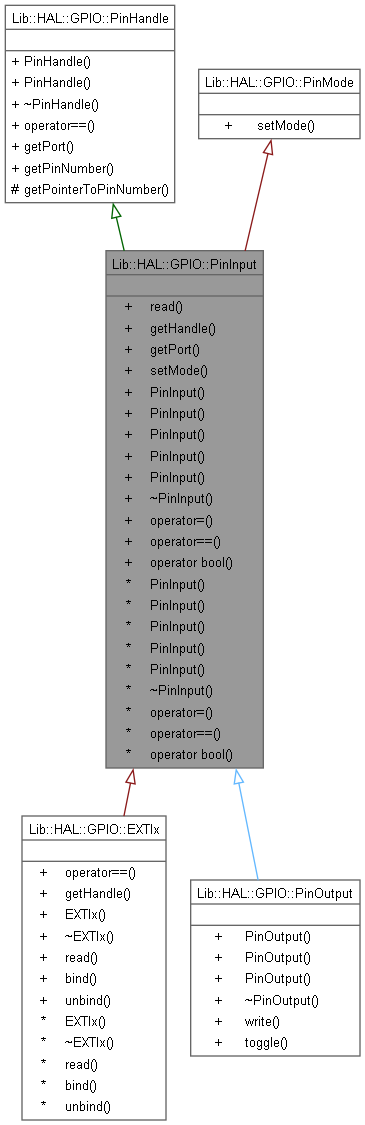 Lib::HAL::GPIO::PinHandle
+ PinHandle()
+ PinHandle()
+ ~PinHandle()
+ operator==()
+ getPort()
+ getPinNumber()
# getPointerToPinNumber()
Lib::HAL::GPIO::PinMode
+ setMode()
Lib::HAL::GPIO::PinInput
+ read()
+ getHandle()
+ getPort()
+ setMode()
+ PinInput()
+ PinInput()
+ PinInput()
+ PinInput()
+ PinInput()
+ ~PinInput()
+ operator=()
+ operator==()
+ operator bool()
* PinInput()
* PinInput()
* PinInput()
* PinInput()
* PinInput()
* ~PinInput()
* operator=()
* operator==()
* operator bool()
Lib::HAL::GPIO::EXTIx
+ operator==()
+ getHandle()
+ EXTIx()
+ ~EXTIx()
+ read()
+ bind()
+ unbind()
* EXTIx()
* ~EXTIx()
* read()
* bind()
* unbind()
Lib::HAL::GPIO::PinOutput
+ PinOutput()
+ PinOutput()
+ PinOutput()
+ ~PinOutput()
+ write()
+ toggle()